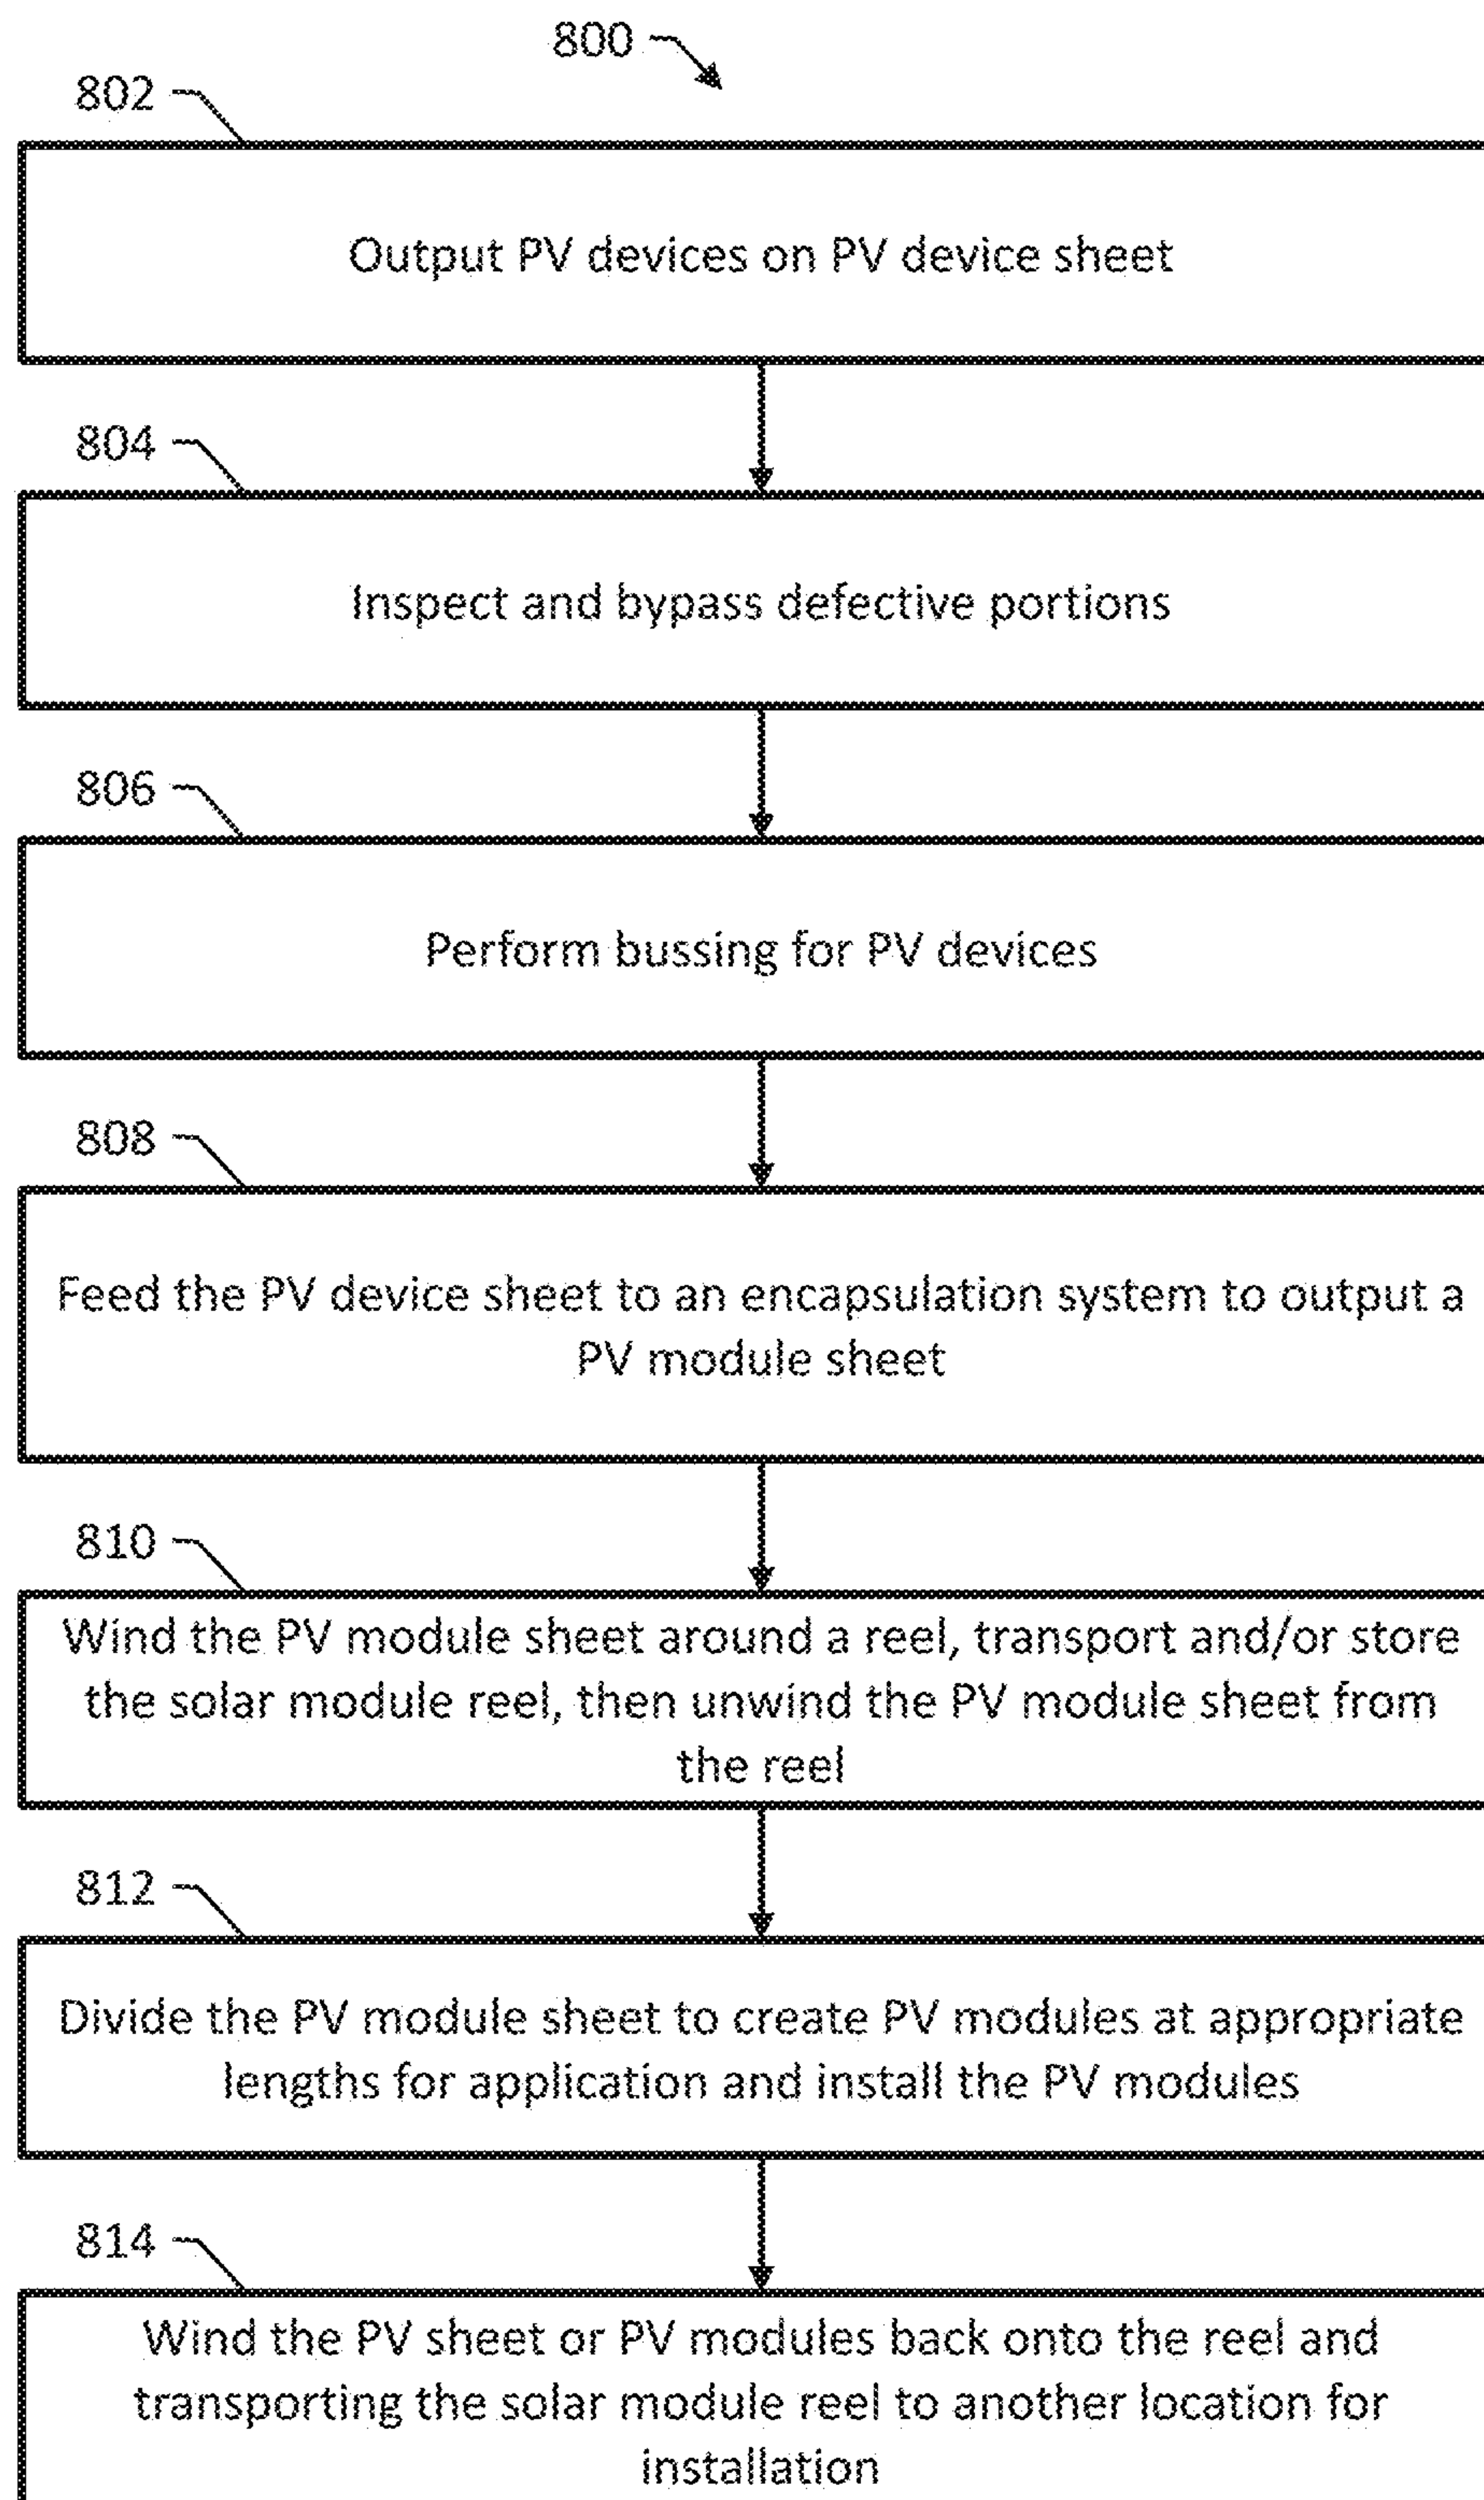 800
802
Output PV devices on PV device sheet
804
Inspect and bypass defective portions
806
Perform bussing for PV devices
808
Feed the PV device sheet to an encapsulation system to output a
PV module sheet
810
Wind the PV module sheet around a reel, transport and/or store
the solar module reel, then unwind the PV module sheet from
the reel
812
Divide the PV module sheet to create PV modules at appropriate
lengths for application and install the PV modules
814
Wind the PV sheet or PV modules back onto the reel and
transporting the solar module reel to another location for
installation